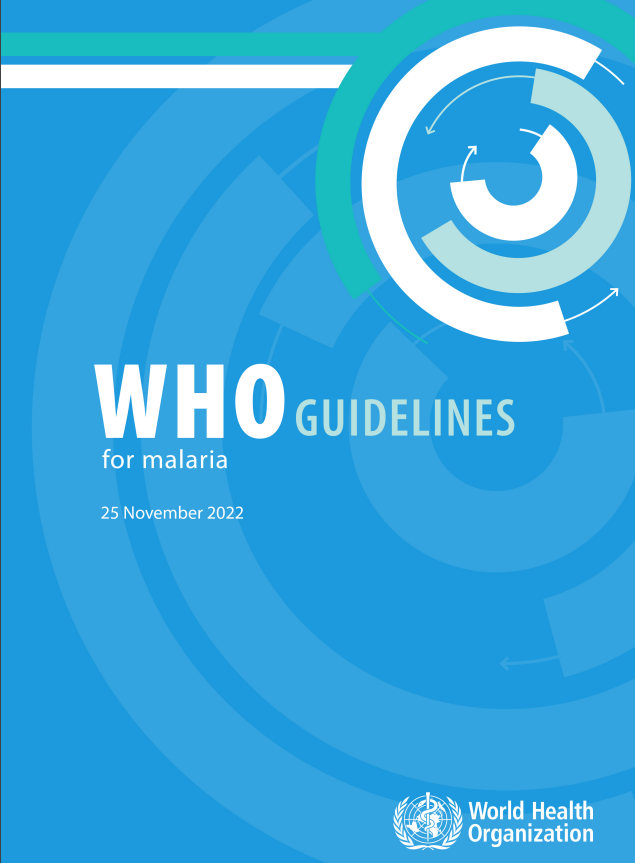 WHO GUIDELINES
for malaria
25 November 2022
World Health
Organization